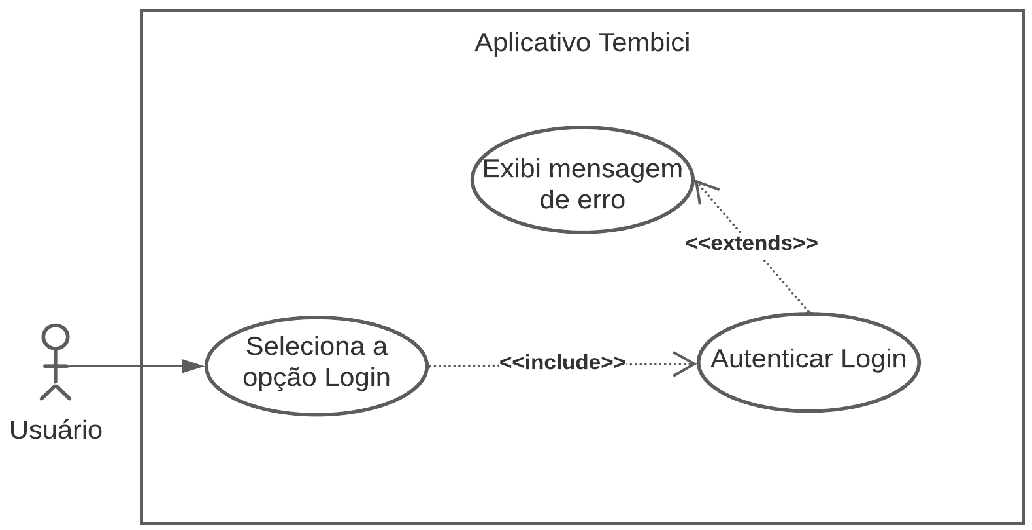 Aplicativo Tembici
Exibi mensagem
de erro
<<extends>>
Seleciona a
opção Login
<<include>>
Autenticar Login
Usuário